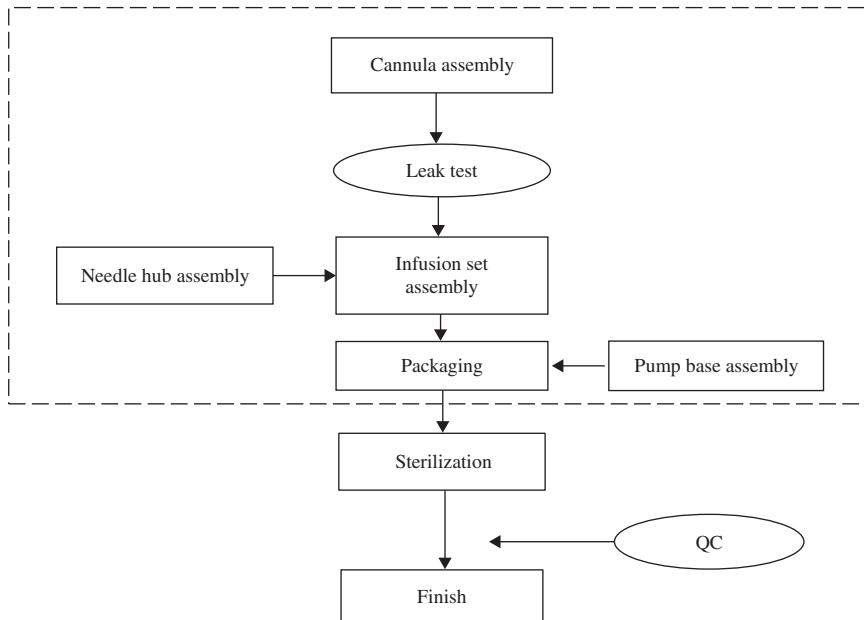 Cannula assembly
Leak test
Needle hub assembly
Infusion set
assembly
Packaging
Pump base assembly
Sterilization
QC
Finish